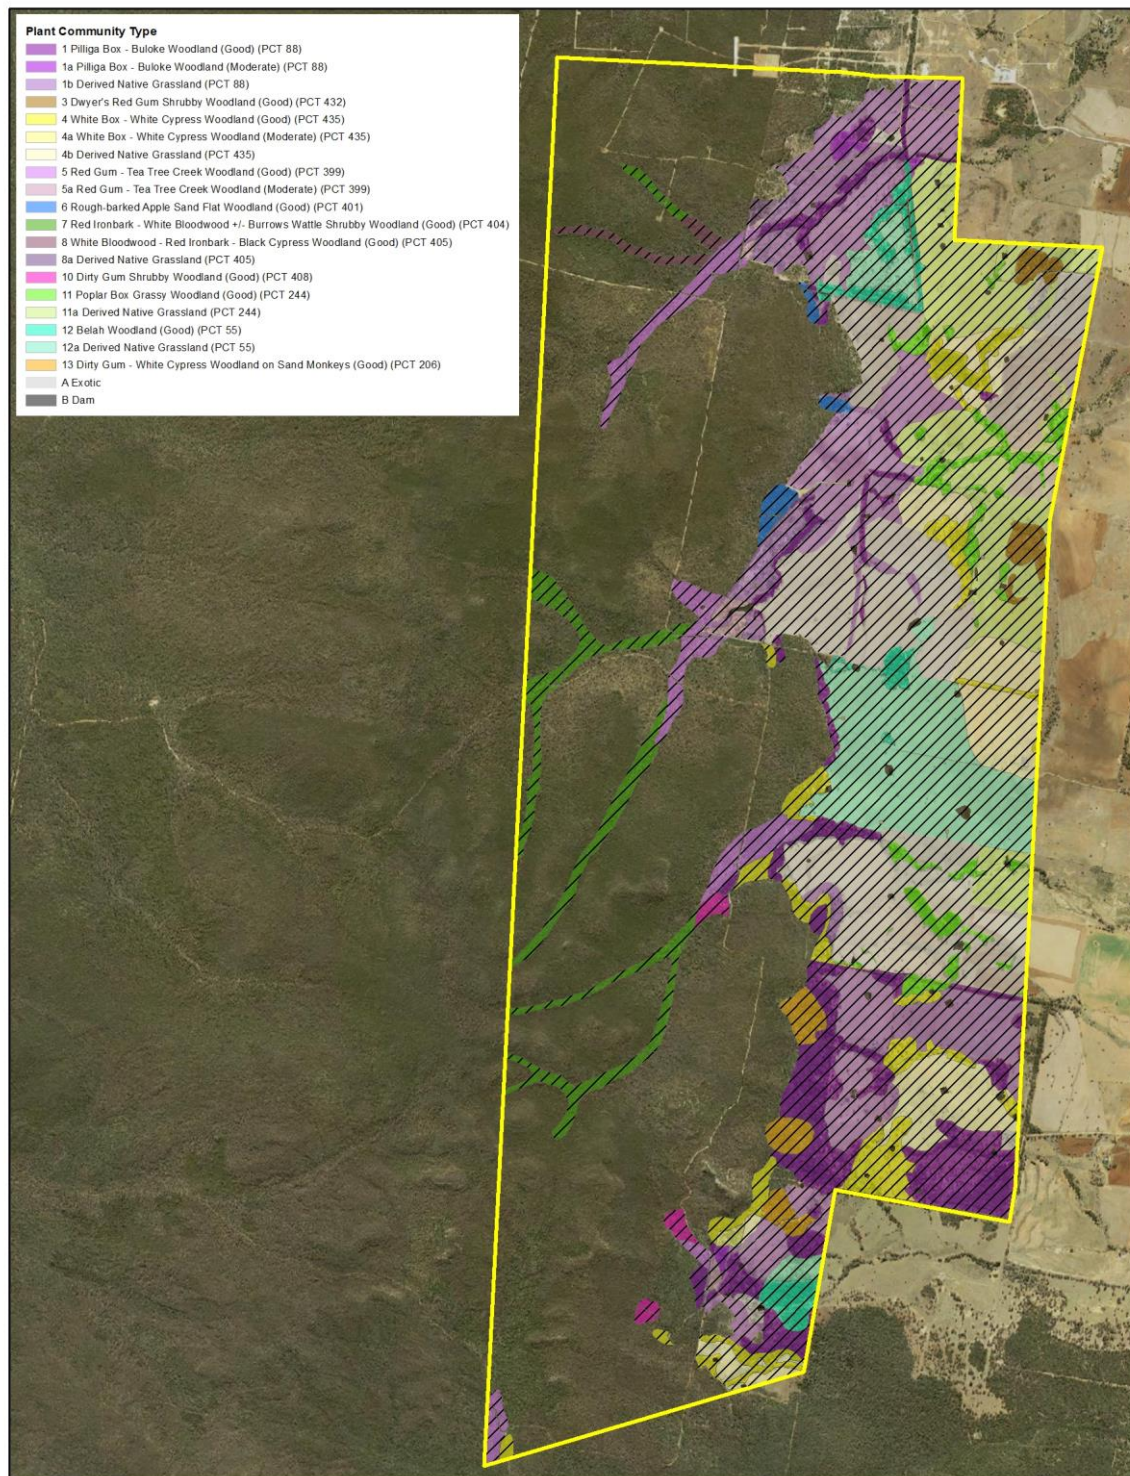 Plant Community Type
1 Pilliga Box - Buloke Woodland (Good) (PCT 88)
1a Pilliga Box - Buloke Woodland (Moderate) (PCT 88)
1b Derived Native Grassland (PCT 88)
3 Dwyer's Red Gum Shrubby Woodland (Good) (PCT 432)
4 White Box - White Cypress Woodland (Good) (PCT 435)
4a White Box - White Cypress Woodland (Moderate) (PCT 435)
4b Derived Native Grassland (PCT 435)
5 Red Gum - Tea Tree Creek Woodland (Good) (PCT 399)
5a Red Gum - Tea Tree Creek Woodland (Moderate) (PCT 399)
6 Rough-barked Apple Sand Flat Woodland (Good) (PCT 401)
7 Red Ironbark - White Bloodwood +/- Burrows Wattle Shrubby Woodland (Good) (PCT 404)
8 White Bloodwood - Red Ironbark - Black Cypress Woodland (Good) (PCT 405)
8a Derived Native Grassland (PCT 405)
10 Dirty Gum Shrubby Woodland (Good) (PCT 408)
11 Poplar Box Grassy Woodland (Good) (PCT 244)
11a Derived Native Grassland (PCT 244)
12 Belah Woodland (Good) (PCT 55)
12a Derived Native Grassland (PCT 55)
13 Dirty Gum - White Cypress Woodland on Sand Monkeys (Good) (PCT 206)
A Exotic
B Dam